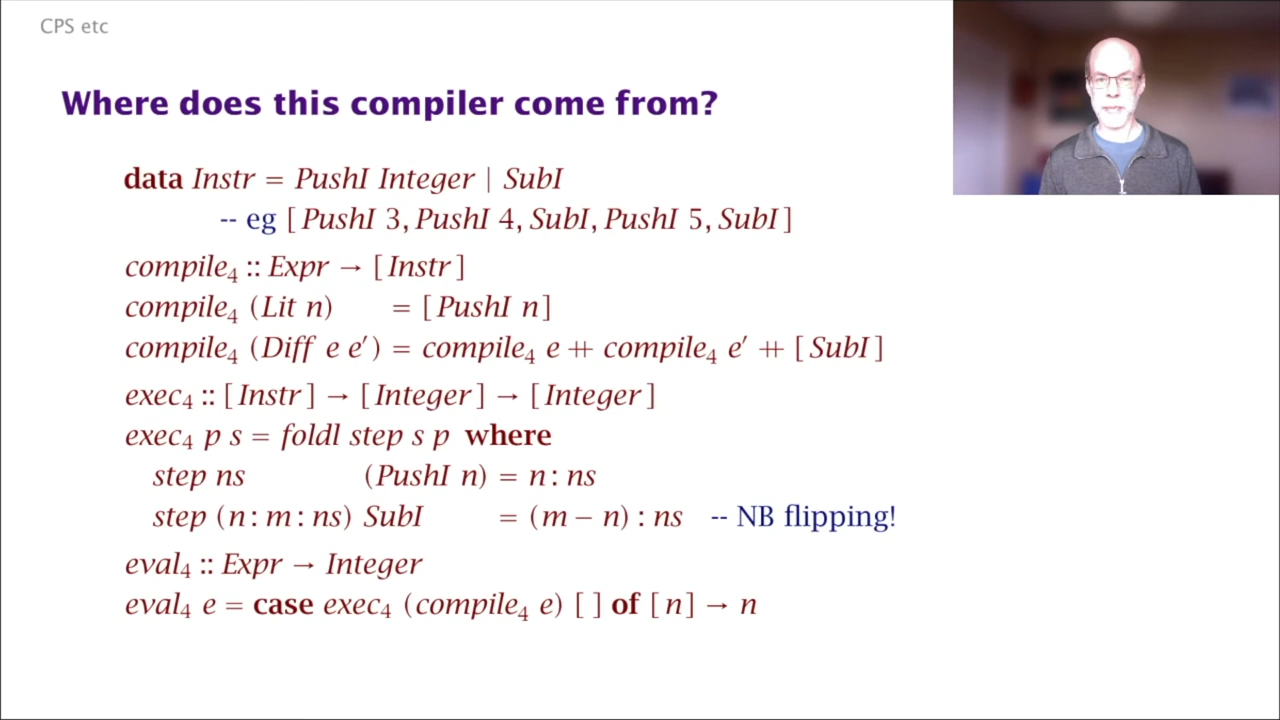 CPS etc
Where does this compiler come from?
data Instr = PushI Integer | SubI
-- eg [PushI 3, PushI 4, SubI, PushI 5, SubI]
compile₄ :: Expr → [Instr]
compile₄ (Lit n) = [PushI n]
compile₄ (Diff e e′) = compile₄ e ⧺ compile₄ e′ ⧺ [SubI]
exec₄ :: [Instr] → [Integer] → [Integer]
exec₄ p s = foldl step s p where
step ns (PushI n) = n : ns
step (n : m : ns) SubI = (m − n) : ns -- NB flipping!
eval₄ :: Expr → Integer
eval₄ e = case exec₄ (compile₄ e) [ ] of [n] → n